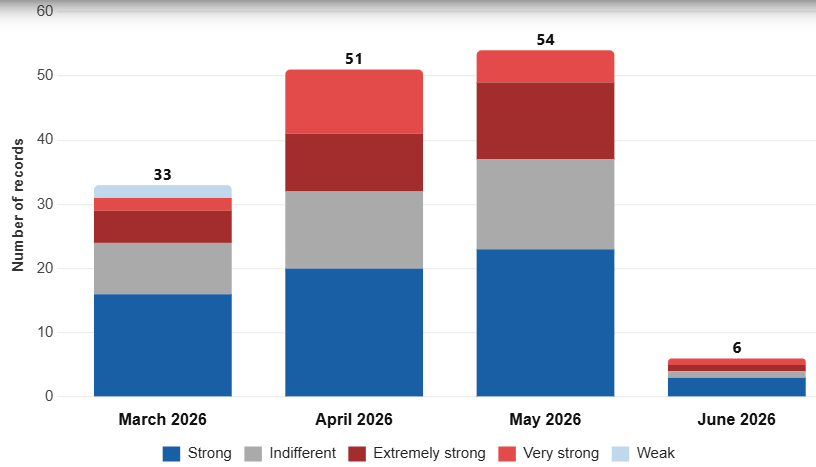 60
50
40
30
20
10
0
Number of records
33
51
54
6
March 2026
April 2026
May 2026
June 2026
Strong
Indifferent
Extremely strong
Very strong
Weak